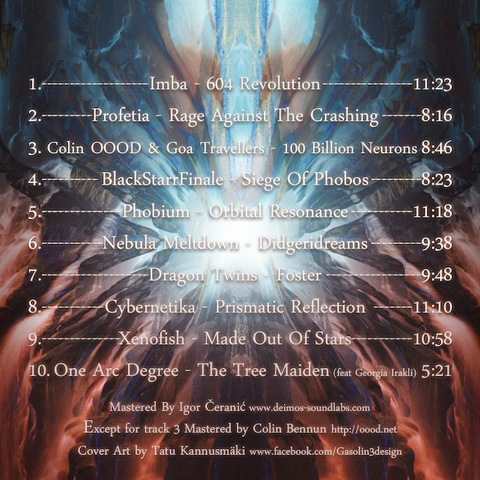 1.------------------Imba - 604 Revolution---------------11:23
2.--------Profetia - Rage Against The Crashing ------8:16
3. Colin OOOD & Goa Travellers - 100 Billion Neurons 8:46
4.---------BlackStarrFinale - Siege Of Phobos--------8:23
5.------------Phobium - Orbital Resonance-----------11:18
6.---------Nebula Meltdown - Didgeridreams---------9:38
7.----------------Dragon Twins - Foster--------------9:48
8.---------Cybernetika - Prismatic Reflection ------11:10
9.-----------Xenofish - Made Out Of Stars----------10:58
10. One Arc Degree - The Tree Maiden (feat Georgia Irakli) 5:21
Mastered By Igor Čeranić www.deimos-soundlabs.com
Except for track 3 Mastered by Colin Bennun http://oood.net
Cover Art by Tatu Kannusmäki www.facebook.com/Gasolin3design